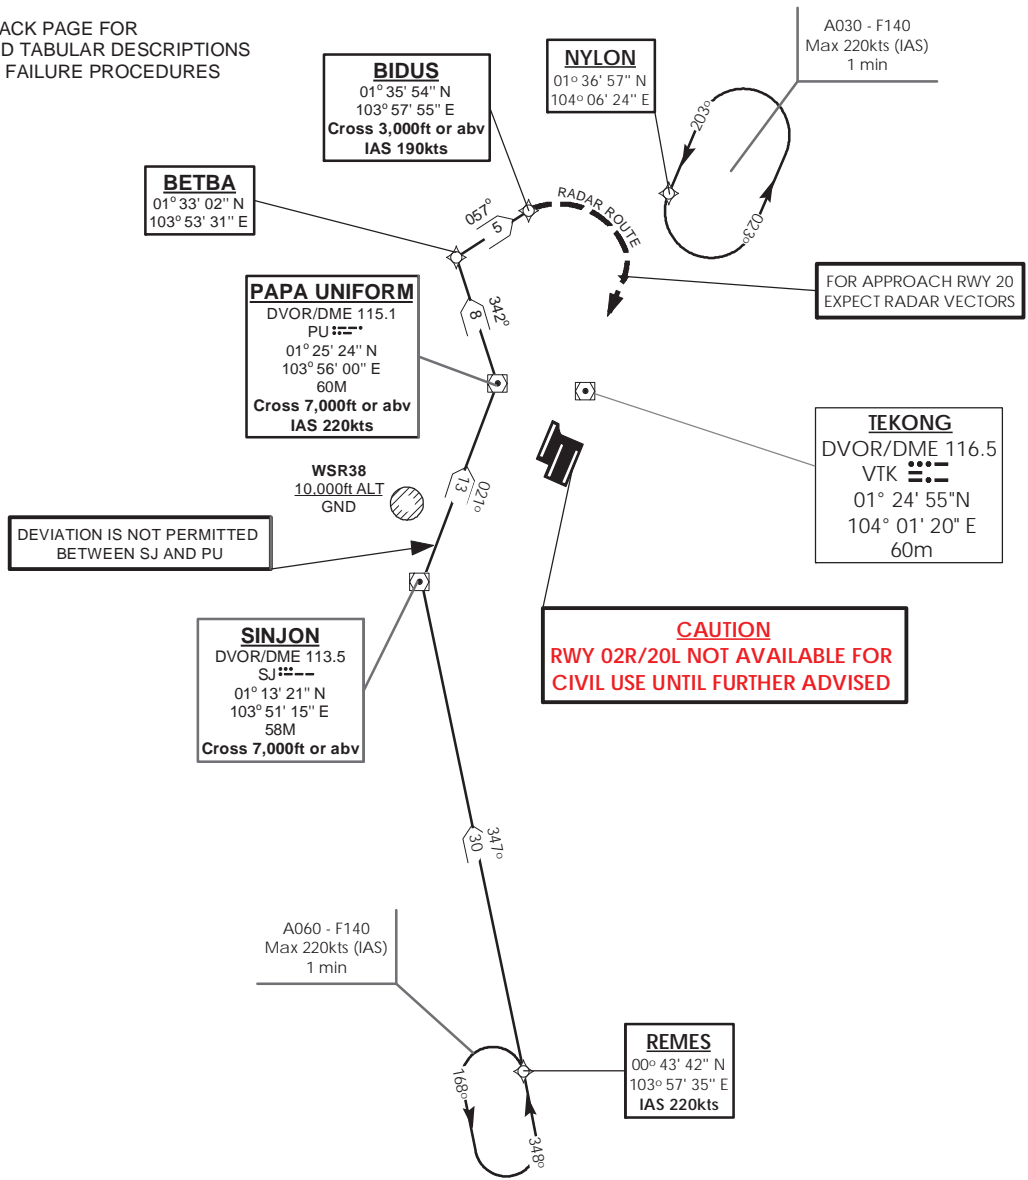 ACK PAGE FOR
D TABULAR DESCRIPTIONS
FAILURE PROCEDURES
A030 - F140
Max 220kts (IAS)
1 min
BIDUS
01° 35' 54" N
103° 57' 55" E
Cross 3,000ft or abv
IAS 190kts
NYLON
01° 36' 57" N
104° 06' 24" E
203°
023°
BETBA
01° 33' 02" N
103° 53' 31" E
057°
5
RADAR ROUTE
FOR APPROACH RWY 20
EXPECT RADAR VECTORS
PAPA UNIFORM
DVOR/DME 115.1
PU
01° 25' 24" N
103° 56' 00" E
60M
Cross 7,000ft or abv
IAS 220kts
342°
8
TEKONG
DVOR/DME 116.5
VTK
01° 24' 55"N
104° 01' 20" E
60m
WSR38
10,000ft ALT
GND
021°
13
DEVIATION IS NOT PERMITTED
BETWEEN SJ AND PU
CAUTION
RWY 02R/20L NOT AVAILABLE FOR
CIVIL USE UNTIL FURTHER ADVISED
SINJON
DVOR/DME 113.5
SJ
01° 13' 21" N
103° 51' 15" E
58M
Cross 7,000ft or abv
347°
30
A060 - F140
Max 220kts (IAS)
1 min
REMES
00° 43' 42" N
103° 57' 35" E
IAS 220kts
168°
348°